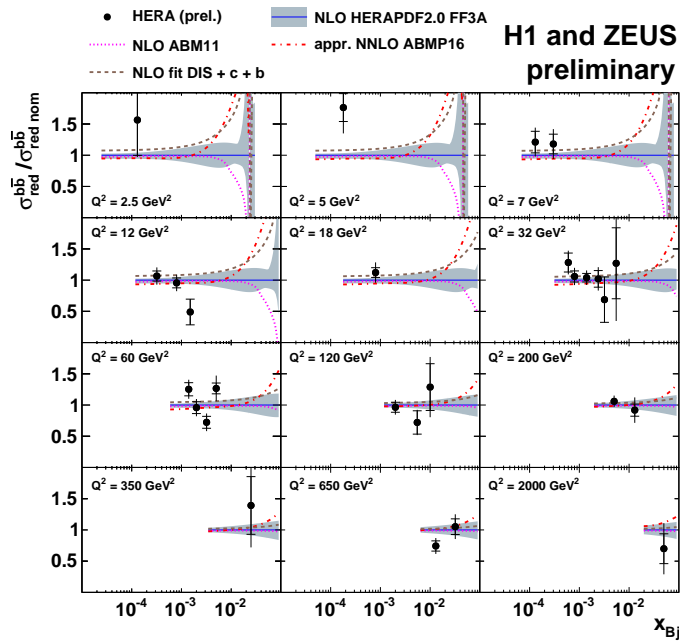 HERA (prel.)
NLO HERAPDF2.0 FF3A
NLO ABM11
appr. NNLO ABMP16
NLO fit DIS + c + b
H1 and ZEUS
preliminary
σ^{bb̄}_{red} / σ^{bb̄}_{red nom}
1.5
1
0.5
Q² = 2.5 GeV²
Q² = 5 GeV²
Q² = 7 GeV²
1.5
1
0.5
Q² = 12 GeV²
Q² = 18 GeV²
Q² = 32 GeV²
1.5
1
0.5
Q² = 60 GeV²
Q² = 120 GeV²
Q² = 200 GeV²
1.5
1
0.5
Q² = 350 GeV²
Q² = 650 GeV²
Q² = 2000 GeV²
10⁻⁴ 10⁻³ 10⁻² 10⁻⁴ 10⁻³ 10⁻² 10⁻⁴ 10⁻³ 10⁻²
x_{Bj}